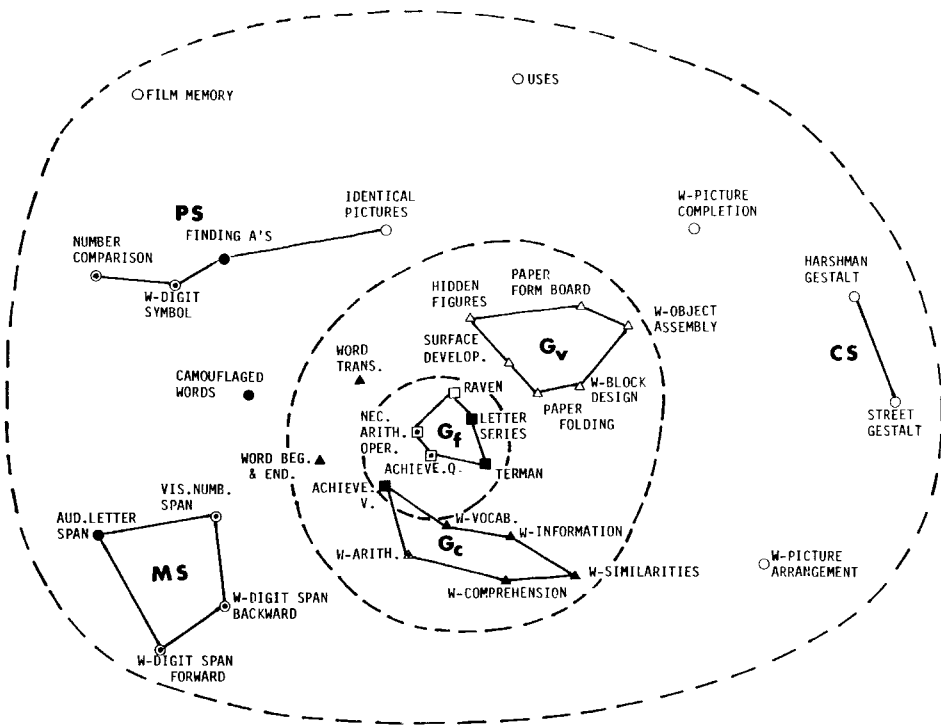 USES
FILM MEMORY
IDENTICAL
PICTURES
W-PICTURE
COMPLETION
PS
FINDING A'S
NUMBER
COMPARISON
W-DIGIT
SYMBOL
HARSHMAN
GESTALT
HIDDEN
FIGURES
PAPER
FORM BOARD
W-OBJECT
ASSEMBLY
SURFACE
DEVELOP.
Gv
CS
WORD
TRANS.
CAMOUFLAGED
WORDS
RAVEN
W-BLOCK
DESIGN
PAPER
FOLDING
STREET
GESTALT
NEC.
ARITH.
OPER.
Gf
LETTER
SERIES
ACHIEVE.Q.
TERMAN
WORD BEG.
& END.
ACHIEVE.
V.
VIS.NUMB.
SPAN
AUD.LETTER
SPAN
W-VOCAB.
W-INFORMATION
Gc
W-ARITH.
W-SIMILARITIES
W-COMPREHENSION
W-PICTURE
ARRANGEMENT
MS
W-DIGIT SPAN
BACKWARD
W-DIGIT SPAN
FORWARD